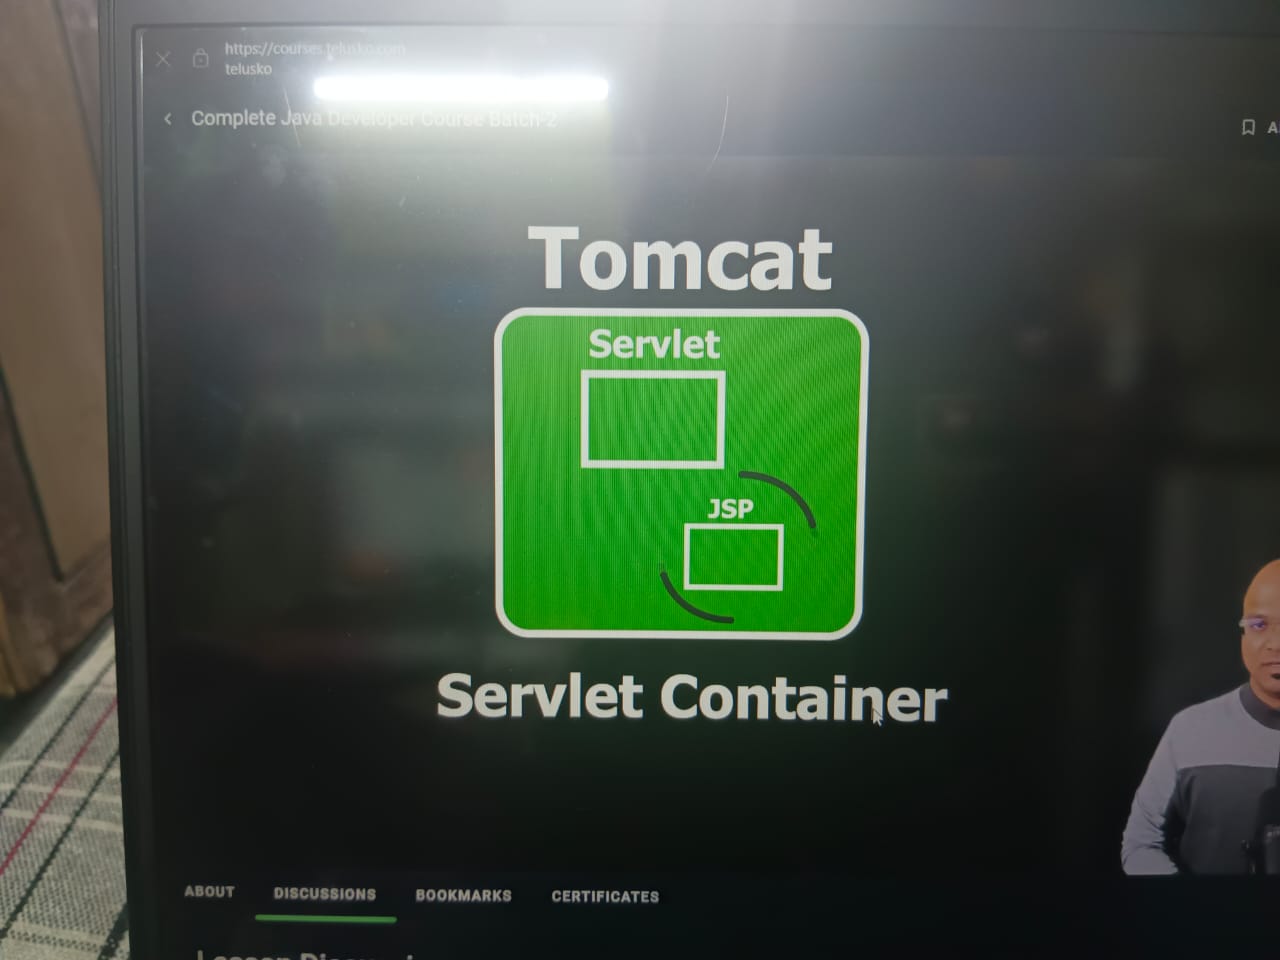 https://courses.telusko.com
telusko
Complete Java Developer Course Batch-2
A
Tomcat
Servlet
JSP
Servlet Container
ABOUT DISCUSSIONS BOOKMARKS CERTIFICATES
Lesson